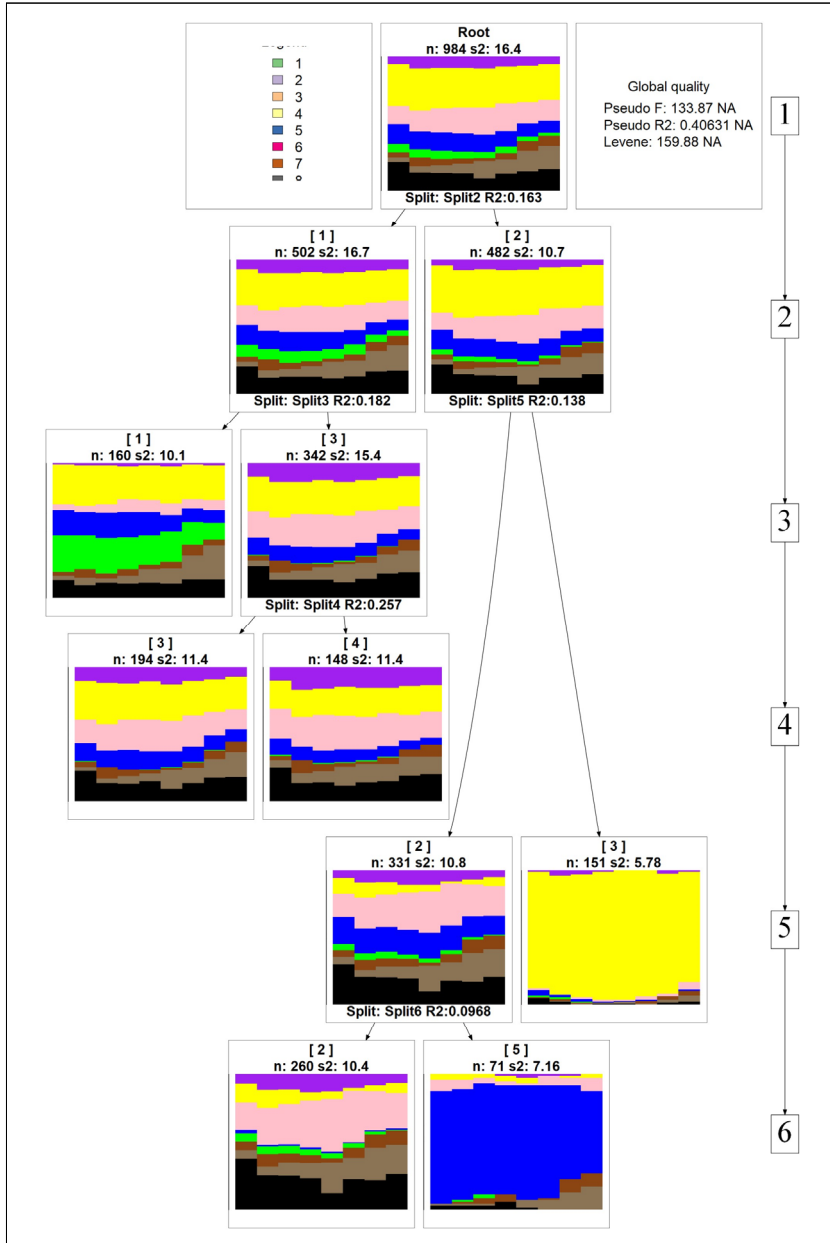 1
2
3
4
5
6
7
Root
n: 984 s2: 16.4
Split: Split2 R2:0.163
Global quality
Pseudo F: 133.87 NA
Pseudo R2: 0.40631 NA
Levene: 159.88 NA
1
[ 1 ]
n: 502 s2: 16.7
Split: Split3 R2:0.182
[ 2 ]
n: 482 s2: 10.7
Split: Split5 R2:0.138
2
[ 1 ]
n: 160 s2: 10.1
[ 3 ]
n: 342 s2: 15.4
Split: Split4 R2:0.257
3
[ 3 ]
n: 194 s2: 11.4
[ 4 ]
n: 148 s2: 11.4
4
[ 2 ]
n: 331 s2: 10.8
Split: Split6 R2:0.0968
[ 3 ]
n: 151 s2: 5.78
5
[ 2 ]
n: 260 s2: 10.4
[ 5 ]
n: 71 s2: 7.16
6